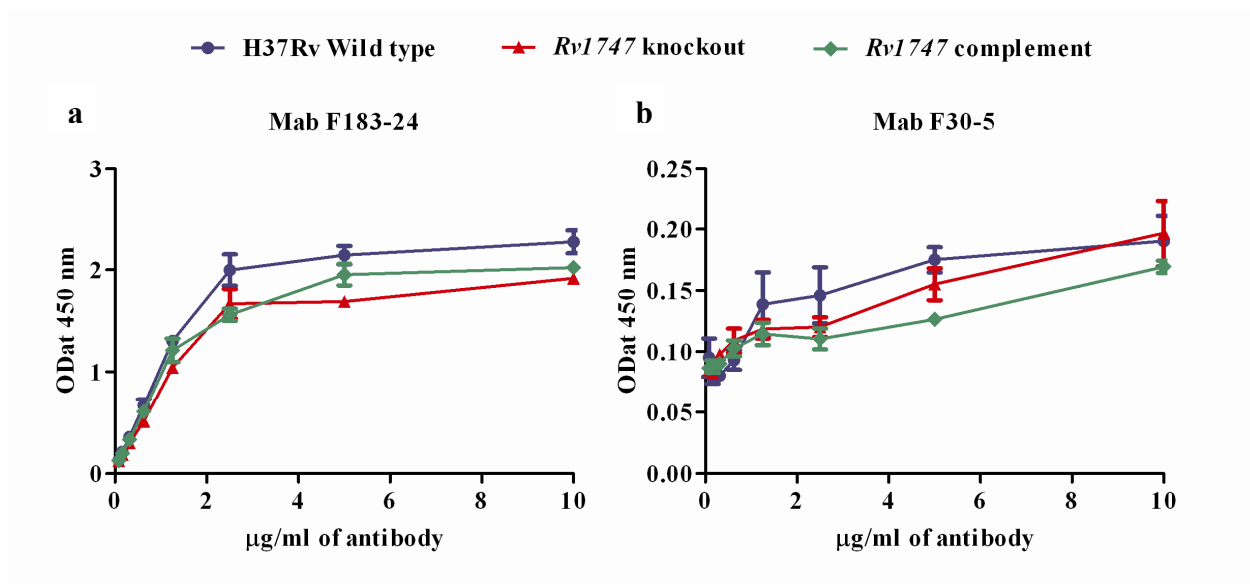 H37Rv Wild type Rv1747 knockout Rv1747 complement
a
Mab F183-24
3
2
1
0
ODat 450 nm
0 2 4 6 8 10
μg/ml of antibody
b
Mab F30-5
0.25
0.20
0.15
0.10
0.05
0.00
ODat 450 nm
0 2 4 6 8 10
μg/ml of antibody